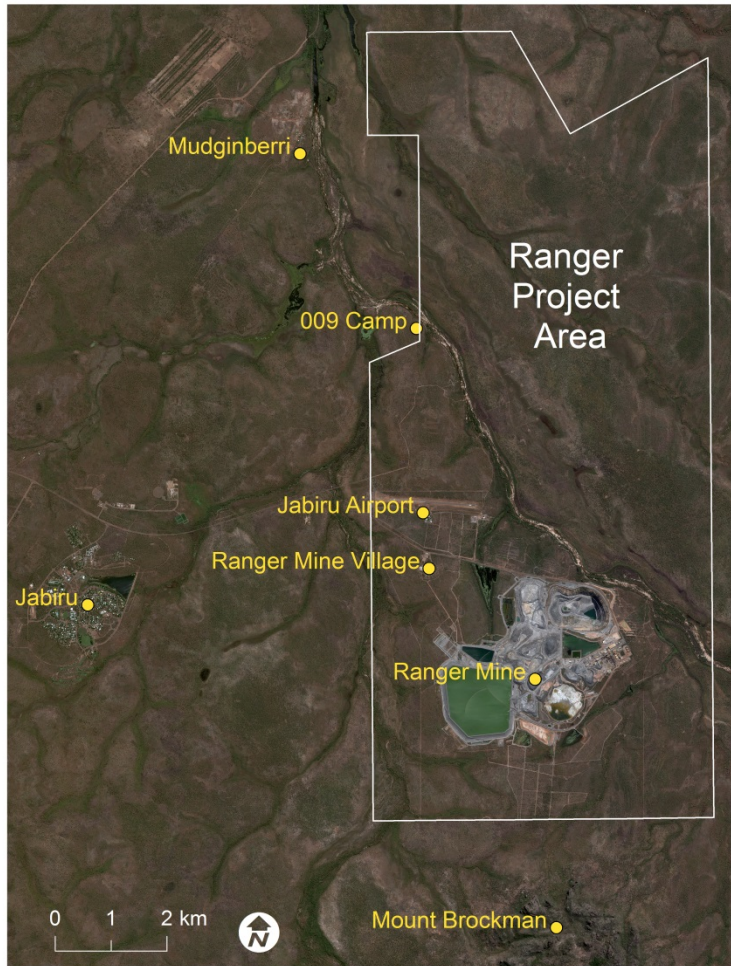 Mudginberri
Ranger
Project
Area
009 Camp
Jabiru Airport
Ranger Mine Village
Jabiru
Ranger Mine
0 1 2 km
N
Mount Brockman